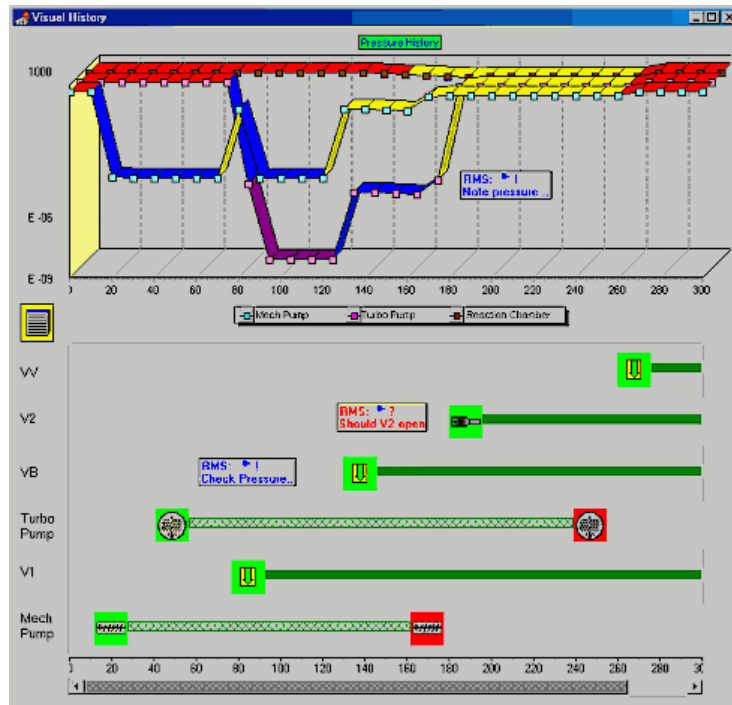 Visual History
Pressure History
1000
E -05
E -09
RMS: !
Note pressure ..
0 20 40 60 80 100 120 140 160 180 200 220 240 260 280 300
Mech Pump Turbo Pump Reaction Chamber
VV
V2
RMS: ?
Should V2 open
VB
RMS: !
Check Pressure..
Turbo
Pump
V1
Mech
Pump
0 20 40 60 80 100 120 140 160 180 200 220 240 260 280 30